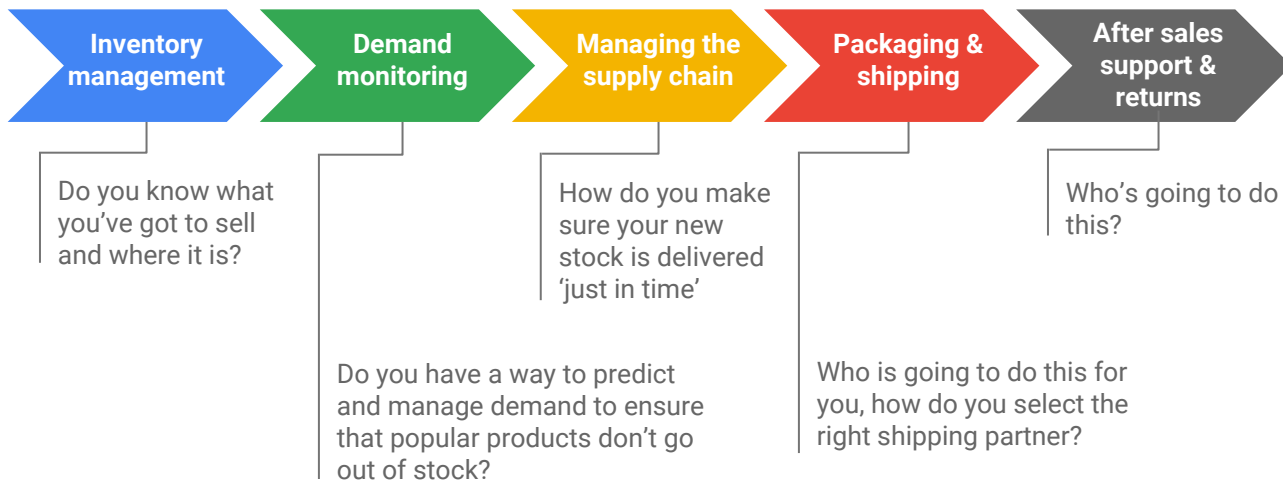 Inventory
management
Demand
monitoring
Managing the
supply chain
Packaging &
shipping
After sales
support &
returns
Do you know what
you’ve got to sell
and where it is?
Do you have a way to predict
and manage demand to ensure
that popular products don’t go
out of stock?
How do you make
sure your new
stock is delivered
‘just in time’
Who is going to do this for
you, how do you select the
right shipping partner?
Who’s going to do
this?